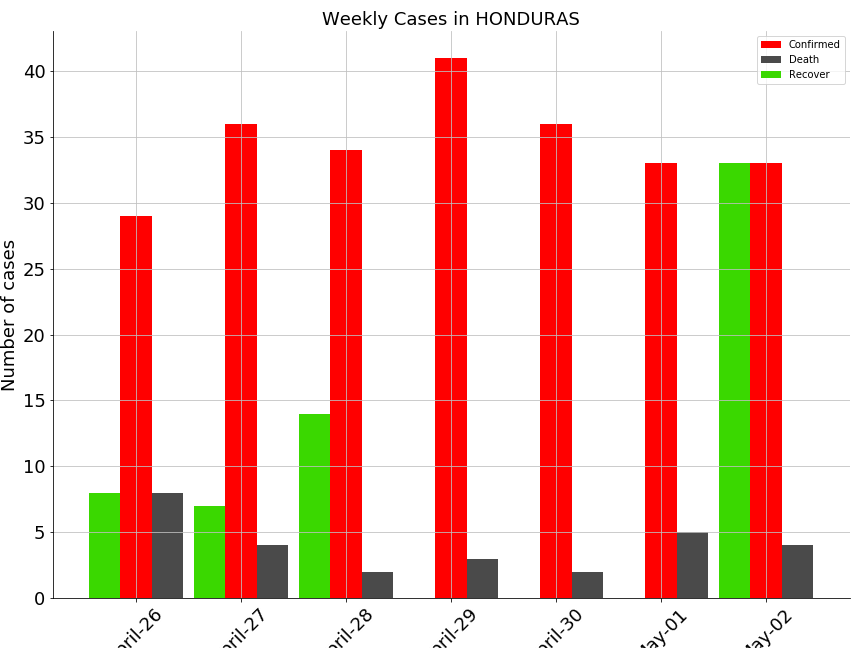 Weekly Cases in HONDURAS
Confirmed
Death
Recover
Number of cases
40
35
30
25
20
15
10
5
0
pril-26
pril-27
pril-28
pril-29
pril-30
May-01
May-02